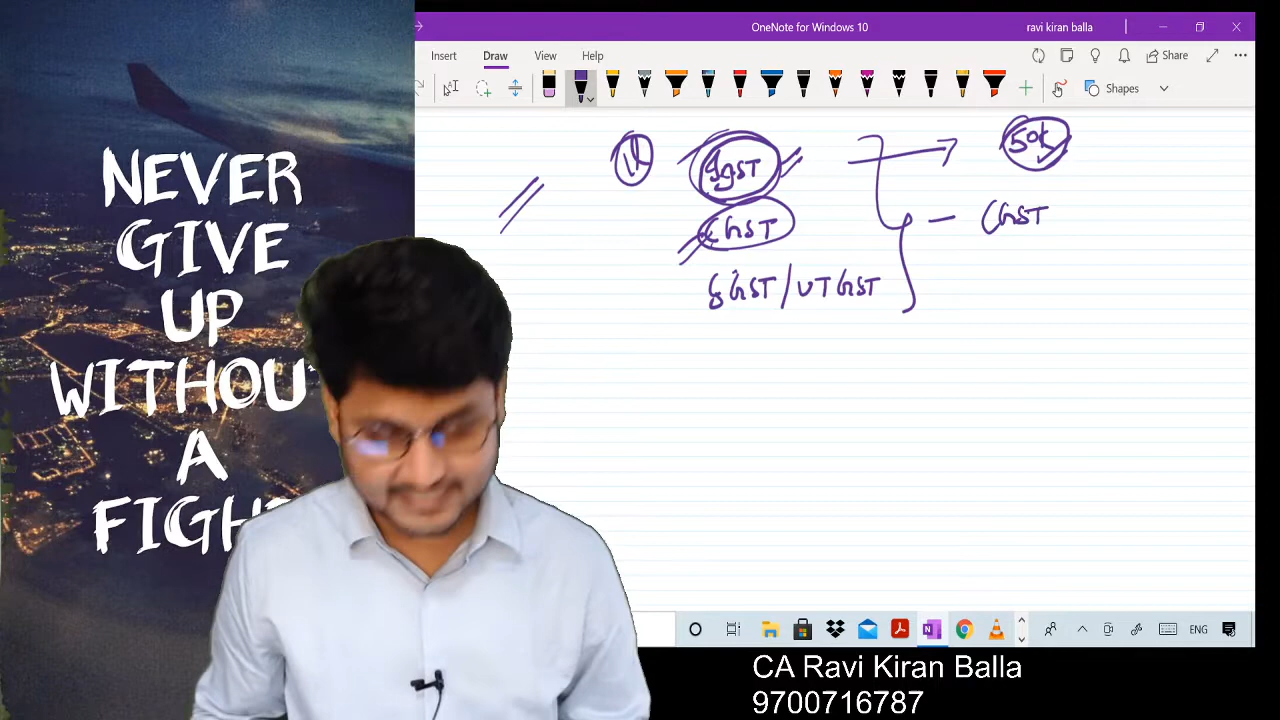 NEVER
GIVE
UP
WITHOU
A
FIGH
OneNote for Windows 10
ravi kiran balla
Insert Draw View Help Share
Shapes
IGST 50K
CGST CGST
SGST/UTGST
ENG
CA Ravi Kiran Balla
9700716787